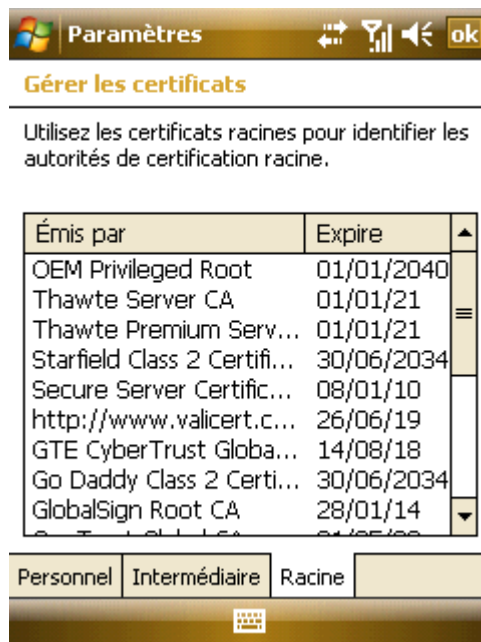 Paramètres ok
Gérer les certificats
Utilisez les certificats racines pour identifier les
autorités de certification racine.
Émis par Expire
OEM Privileged Root 01/01/2040
Thawte Server CA 01/01/21
Thawte Premium Serv... 01/01/21
Starfield Class 2 Certifi... 30/06/2034
Secure Server Certific... 08/01/10
http://www.valicert.c... 26/06/19
GTE CyberTrust Globa... 14/08/18
Go Daddy Class 2 Certi... 30/06/2034
GlobalSign Root CA 28/01/14
Personnel Intermédiaire Racine